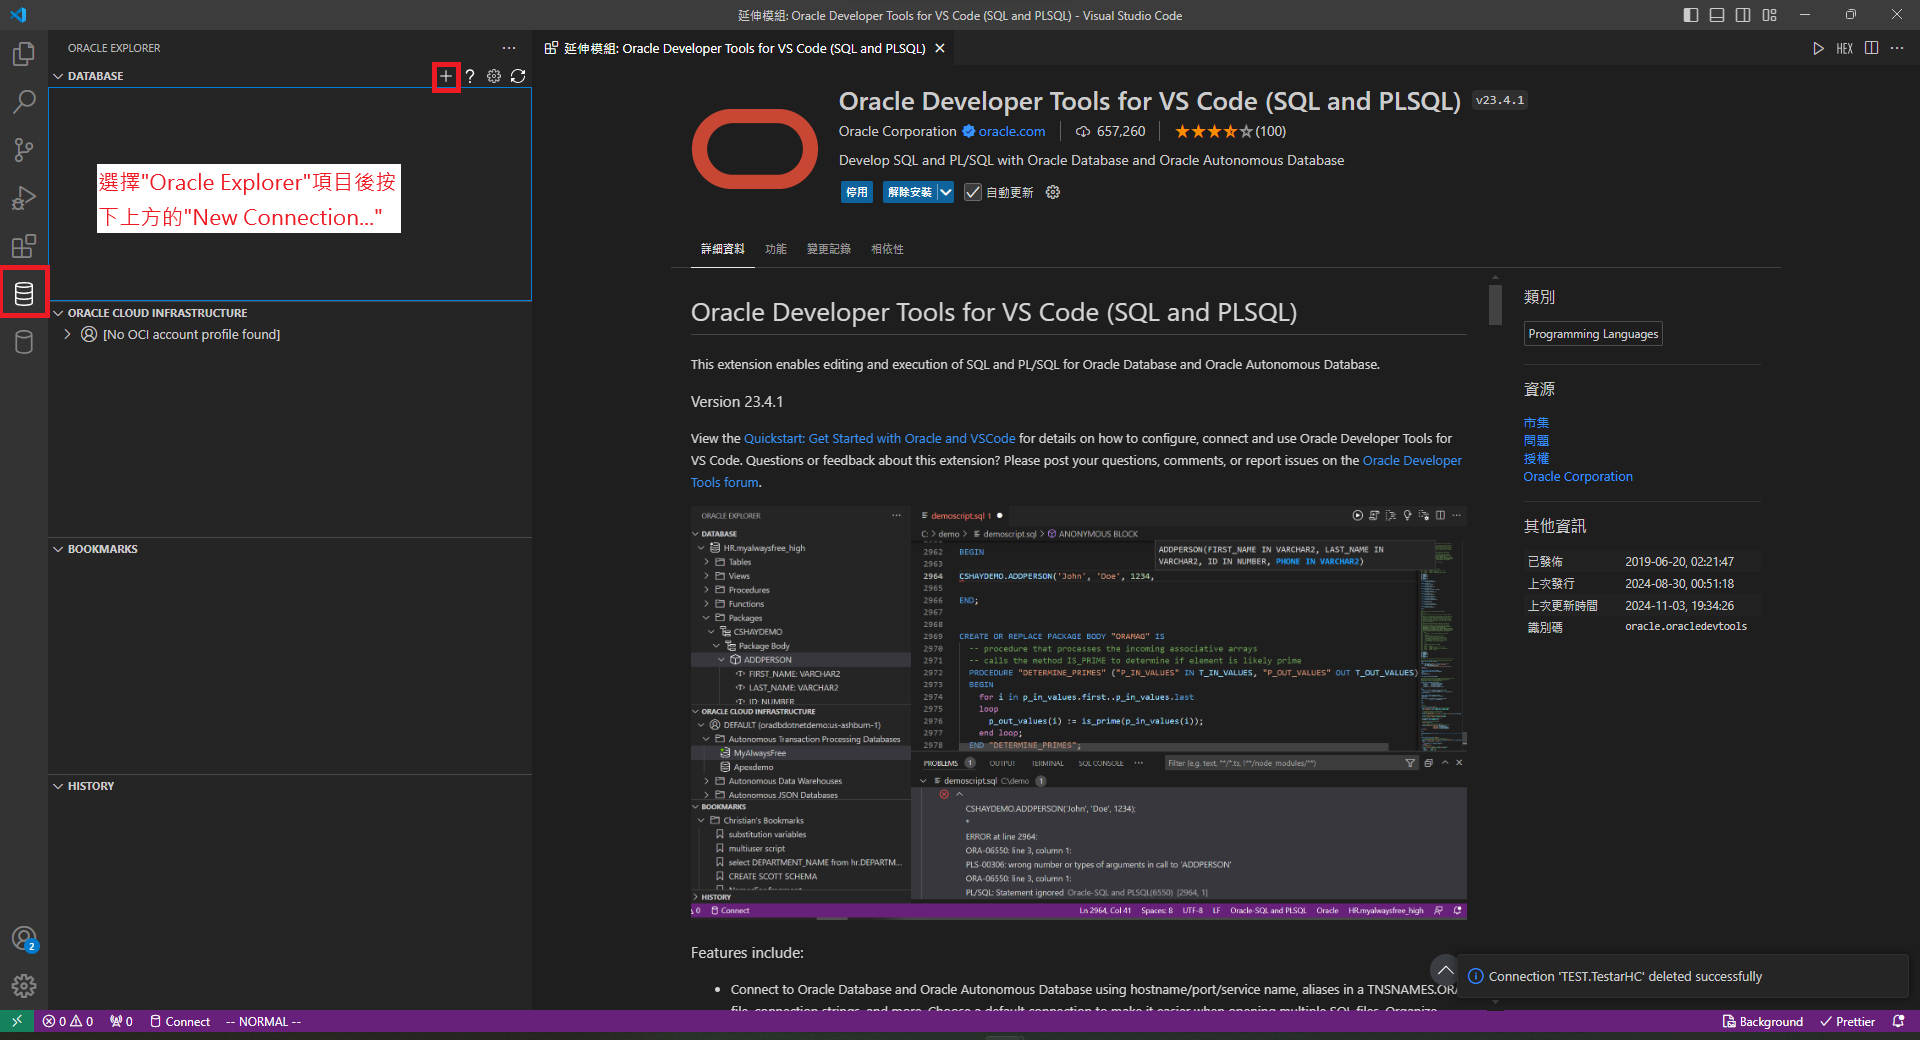 延伸模組: Oracle Developer Tools for VS Code (SQL and PLSQL) - Visual Studio Code
ORACLE EXPLORER
DATABASE
選擇"Oracle Explorer"項目後按
下上方的"New Connection..."
ORACLE CLOUD INFRASTRUCTURE
[No OCI account profile found]
BOOKMARKS
HISTORY
2
延伸模組: Oracle Developer Tools for VS Code (SQL and PLSQL)
HEX
Oracle Developer Tools for VS Code (SQL and PLSQL) v23.4.1
Oracle Corporation oracle.com 657,260 (100)
Develop SQL and PL/SQL with Oracle Database and Oracle Autonomous Database
停用 解除安裝 自動更新
詳細資料 功能 變更記錄 相依性
Oracle Developer Tools for VS Code (SQL and PLSQL)
This extension enables editing and execution of SQL and PL/SQL for Oracle Database and Oracle Autonomous Database.
Version 23.4.1
View the Quickstart: Get Started with Oracle and VSCode for details on how to configure, connect and use Oracle Developer Tools for
VS Code. Questions or feedback about this extension? Please post your questions, comments, or report issues on the Oracle Developer
Tools forum.
ORACLE EXPLORER
DATABASE
HR.myalwaysfree_high
Tables
Views
Procedures
Functions
Packages
CSHAYDEMO
Package Body
ADDPERSON
FIRST_NAME: VARCHAR2
LAST_NAME: VARCHAR2
ID: NUMBER
ORACLE CLOUD INFRASTRUCTURE
DEFAULT (oradbdotnetdemo:us-ashburn-1)
Autonomous Transaction Processing Databases
MyAlwaysFree
Apexdemo
Autonomous Data Warehouses
Autonomous JSON Databases
BOOKMARKS
Christian's Bookmarks
substitution variables
multiuser script
select DEPARTMENT_NAME from hr.DEPARTM...
CREATE SCOTT SCHEMA
HISTORY
demoscript.sql 1
C: > demo > demoscript.sql > ANONYMOUS BLOCK
ADDPERSON(FIRST_NAME IN VARCHAR2, LAST_NAME IN
VARCHAR2, ID IN NUMBER, PHONE IN VARCHAR2)
2962 BEGIN
2963
2964 CSHAYDEMO.ADDPERSON('John', 'Doe', 1234,
2965
2966 END;
2967
2968
2969 CREATE OR REPLACE PACKAGE BODY "ORAMAG" IS
2970 -- procedure that processes the incoming associative arrays
2971 -- calls the method IS_PRIME to determine if element is likely prime
2972 PROCEDURE "DETERMINE_PRIMES" ("P_IN_VALUES" IN T_IN_VALUES, "P_OUT_VALUES" OUT T_OUT_VALUES)
2973 BEGIN
2974 for i in p_in_values.first..p_in_values.last
2975 loop
2976 p_out_values(i) := is_prime(p_in_values(i));
2977 end loop;
2978 END "DETERMINE_PRIMES";
PROBLEMS 1 OUTPUT TERMINAL SQL CONSOLE ... Filter (e.g. text, **/*.ts, !**/node_modules/**)
demoscript.sql C:\demo 1
CSHAYDEMO.ADDPERSON('John', 'Doe', 1234);
*
ERROR at line 2964:
ORA-06550: line 3, column 1:
PLS-00306: wrong number or types of arguments in call to 'ADDPERSON'
ORA-06550: line 3, column 1:
PL/SQL: Statement ignored Oracle-SQL and PLSQL(6550) [2964, 1]
0 Connect Ln 2964, Col 41 Spaces: 8 UTF-8 LF Oracle-SQL and PLSQL Oracle HR.myalwaysfree_high
Features include:
• Connect to Oracle Database and Oracle Autonomous Database using hostname/port/service name, aliases in a TNSNAMES.OR
file, connection strings, and more. Choose a default connection to make it easier when opening multiple SQL files. Organize
類別
Programming Languages
資源
市集
問題
授權
Oracle Corporation
其他資訊
已發佈 2019-06-20, 02:21:47
上次發行 2024-08-30, 00:51:18
上次更新時間 2024-11-03, 19:34:26
識別碼 oracle.oracledevtools
Connection 'TEST.TestarHC' deleted successfully
0 0 0 Connect -- NORMAL -- Background Prettier